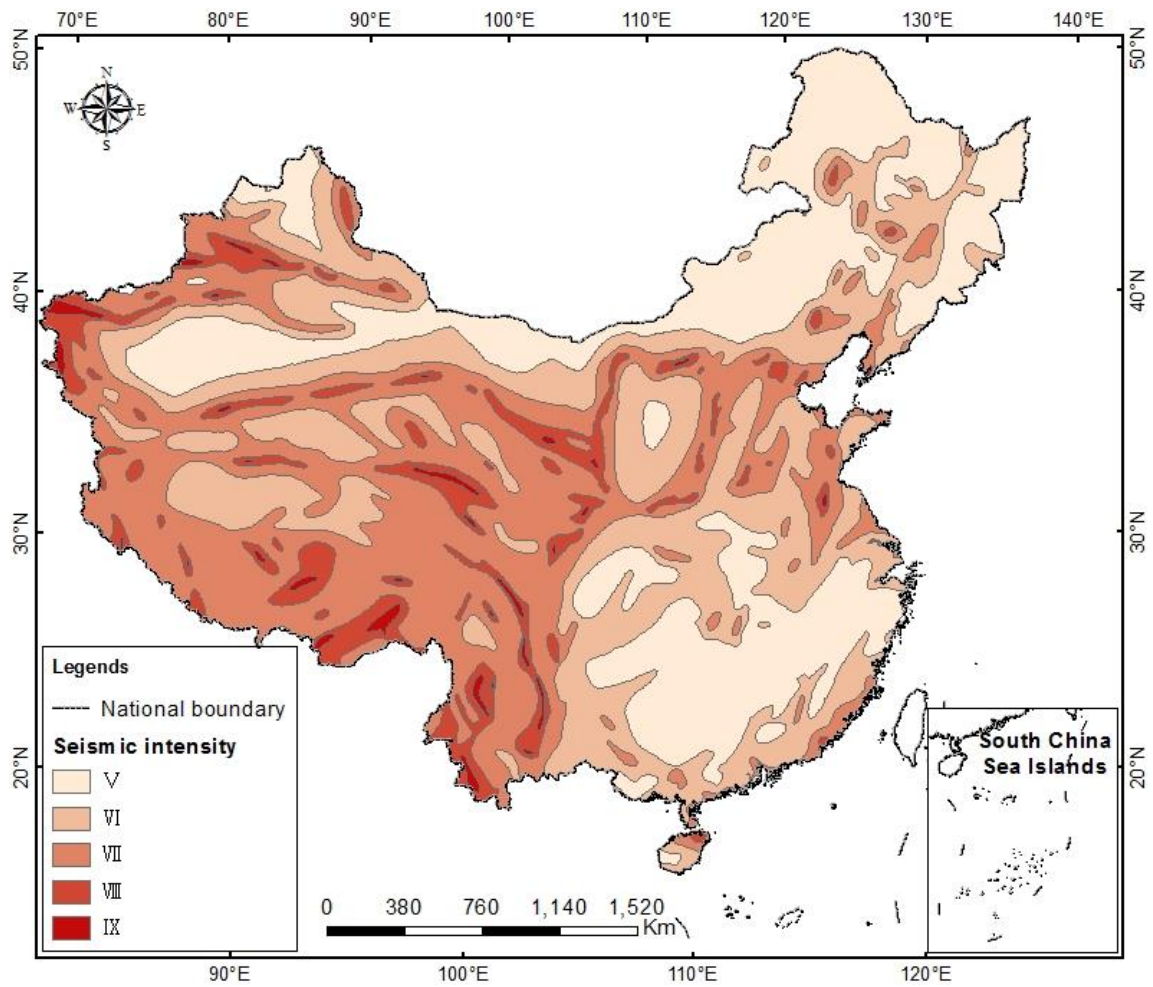 70°E 80°E 90°E 100°E 110°E 120°E 130°E 140°E
50°N 50°N
N
W E
S
40°N 40°N
30°N 30°N
20°N 20°N
Legends
National boundary
Seismic intensity
Ⅴ
Ⅵ
Ⅶ
Ⅷ
Ⅸ
South China
Sea Islands
0 380 760 1,140 1,520
Km
90°E 100°E 110°E 120°E